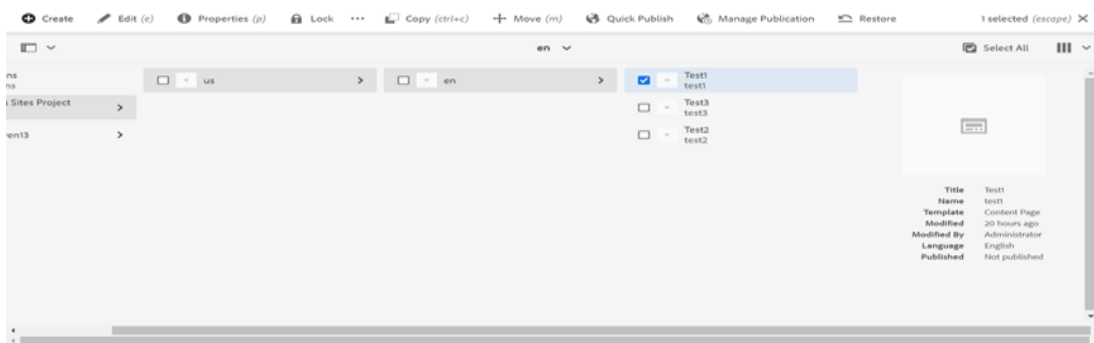 Create Edit (e) Properties (p) Lock ... Copy (ctrl+c) Move (m) Quick Publish Manage Publication Restore 1 selected (escape)
en Select All
ns
ns
s Sites Project
en13
us
en
Test1
test1
Test3
test3
Test2
test2
Title Test1
Name test1
Template Content Page
Modified 20 hours ago
Modified By Administrator
Language English
Published Not published